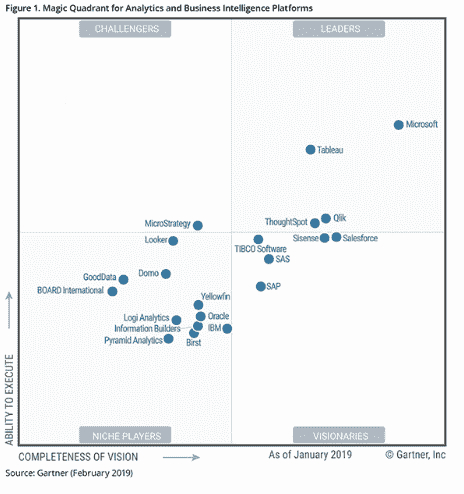 Figure 1. Magic Quadrant for Analytics and Business Intelligence Platforms
CHALLENGERS
LEADERS
Microsoft
Tableau
MicroStrategy
ThoughtSpot
Qlik
Looker
Sisense
Salesforce
TIBCO Software
SAS
Domo
GoodData
SAP
BOARD International
Yellowfin
Logi Analytics
Oracle
Information Builders
IBM
Pyramid Analytics
Birst
ABILITY TO EXECUTE
NICHE PLAYERS
VISIONARIES
COMPLETENESS OF VISION
As of January 2019
© Gartner, Inc
Source: Gartner (February 2019)